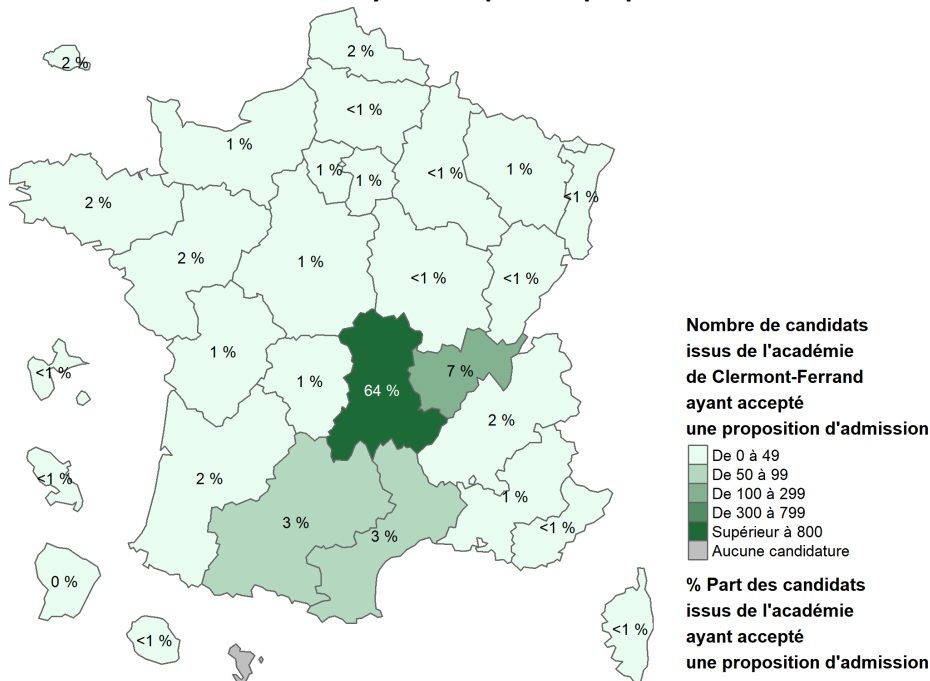 2 %
2 %
<1 %
1 %
1 %
1 %
<1 %
1 %
<1 %
2 %
2 %
1 %
<1 %
<1 %
1 %
<1 %
1 %
64 %
7 %
2 %
<1 %
2 %
3 %
3 %
1 %
<1 %
0 %
<1 %
<1 %
Nombre de candidats
issus de l'académie
de Clermont-Ferrand
ayant accepté
une proposition d'admission
De 0 à 49
De 50 à 99
De 100 à 299
De 300 à 799
Supérieur à 800
Aucune candidature
% Part des candidats
issus de l'académie
ayant accepté
une proposition d'admission